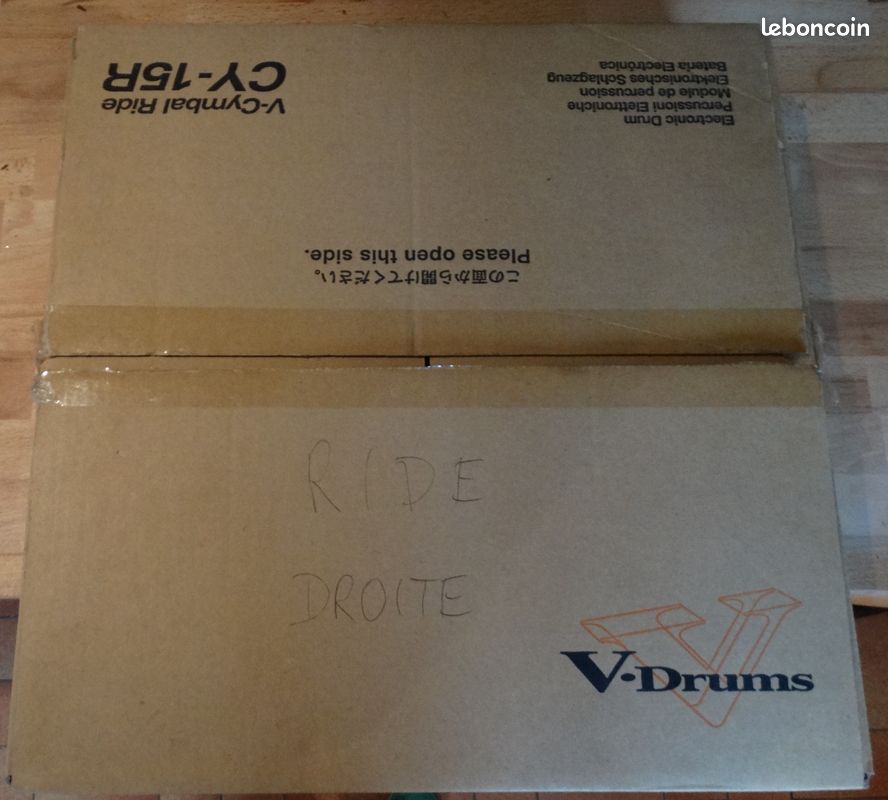 leboncoin
V-Cymbal Ride
CY-15R
Electronic Drum
Percussioni Elettroniche
Module de percussion
Elektronisches Schlagzeug
Batería Electrónica
この面から開けてください。
Please open this side.
RIDE
DROITE
V-Drums